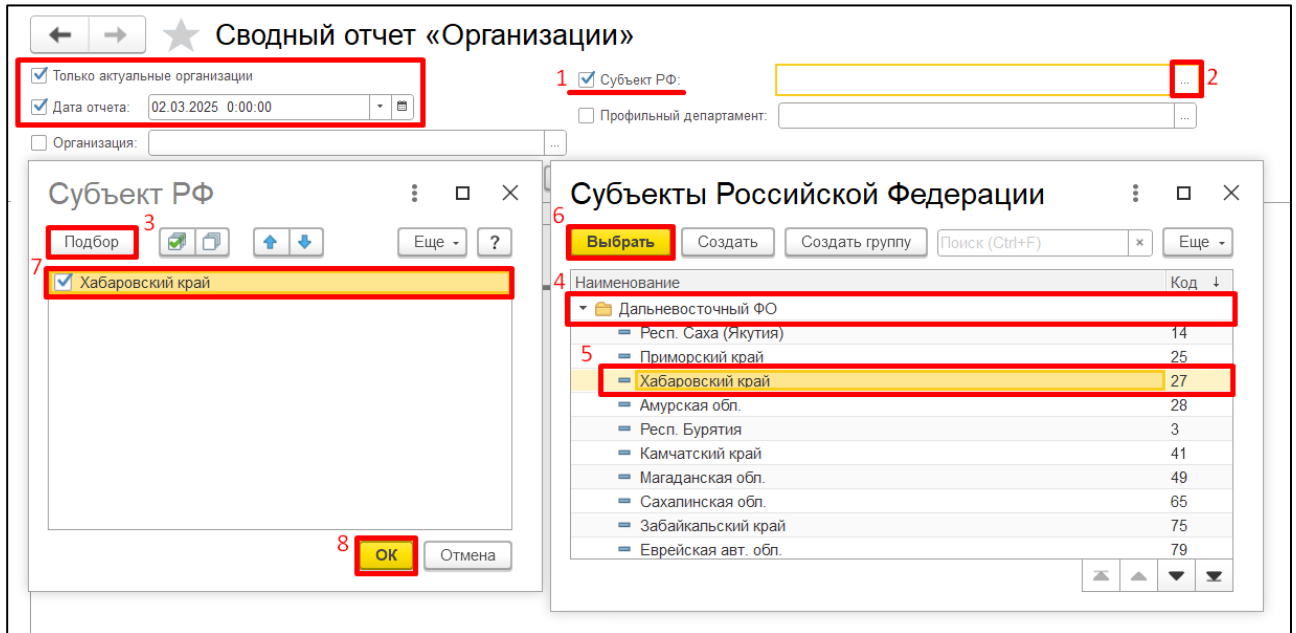 Сводный отчет «Организации»
Только актуальные организации
1 Субъект РФ: ... 2
Дата отчета: 02.03.2025 0:00:00
Профильный департамент: ...
Организация: ...
Субъект РФ
3
Подбор Еще ?
7 Хабаровский край
8 ОК Отмена
Субъекты Российской Федерации
6
Выбрать Создать Создать группу Поиск (Ctrl+F) × Еще
Наименование Код ↓
4 Дальневосточный ФО
Респ. Саха (Якутия) 14
5 Приморский край 25
Хабаровский край 27
Амурская обл. 28
Респ. Бурятия 3
Камчатский край 41
Магаданская обл. 49
Сахалинская обл. 65
Забайкальский край 75
Еврейская авт. обл. 79